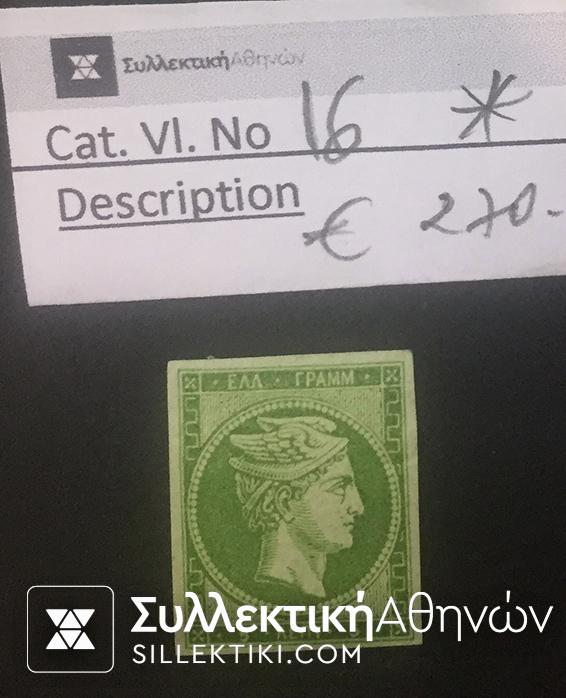 ΣυλλεκτικήΑθηνών
Cat. Vl. No 16 *
Description
€ 270-
ΕΛΛ · ΓΡΑΜΜ
ΣυλλεκτικήΑθηνών
SILLEKTIKI.COM